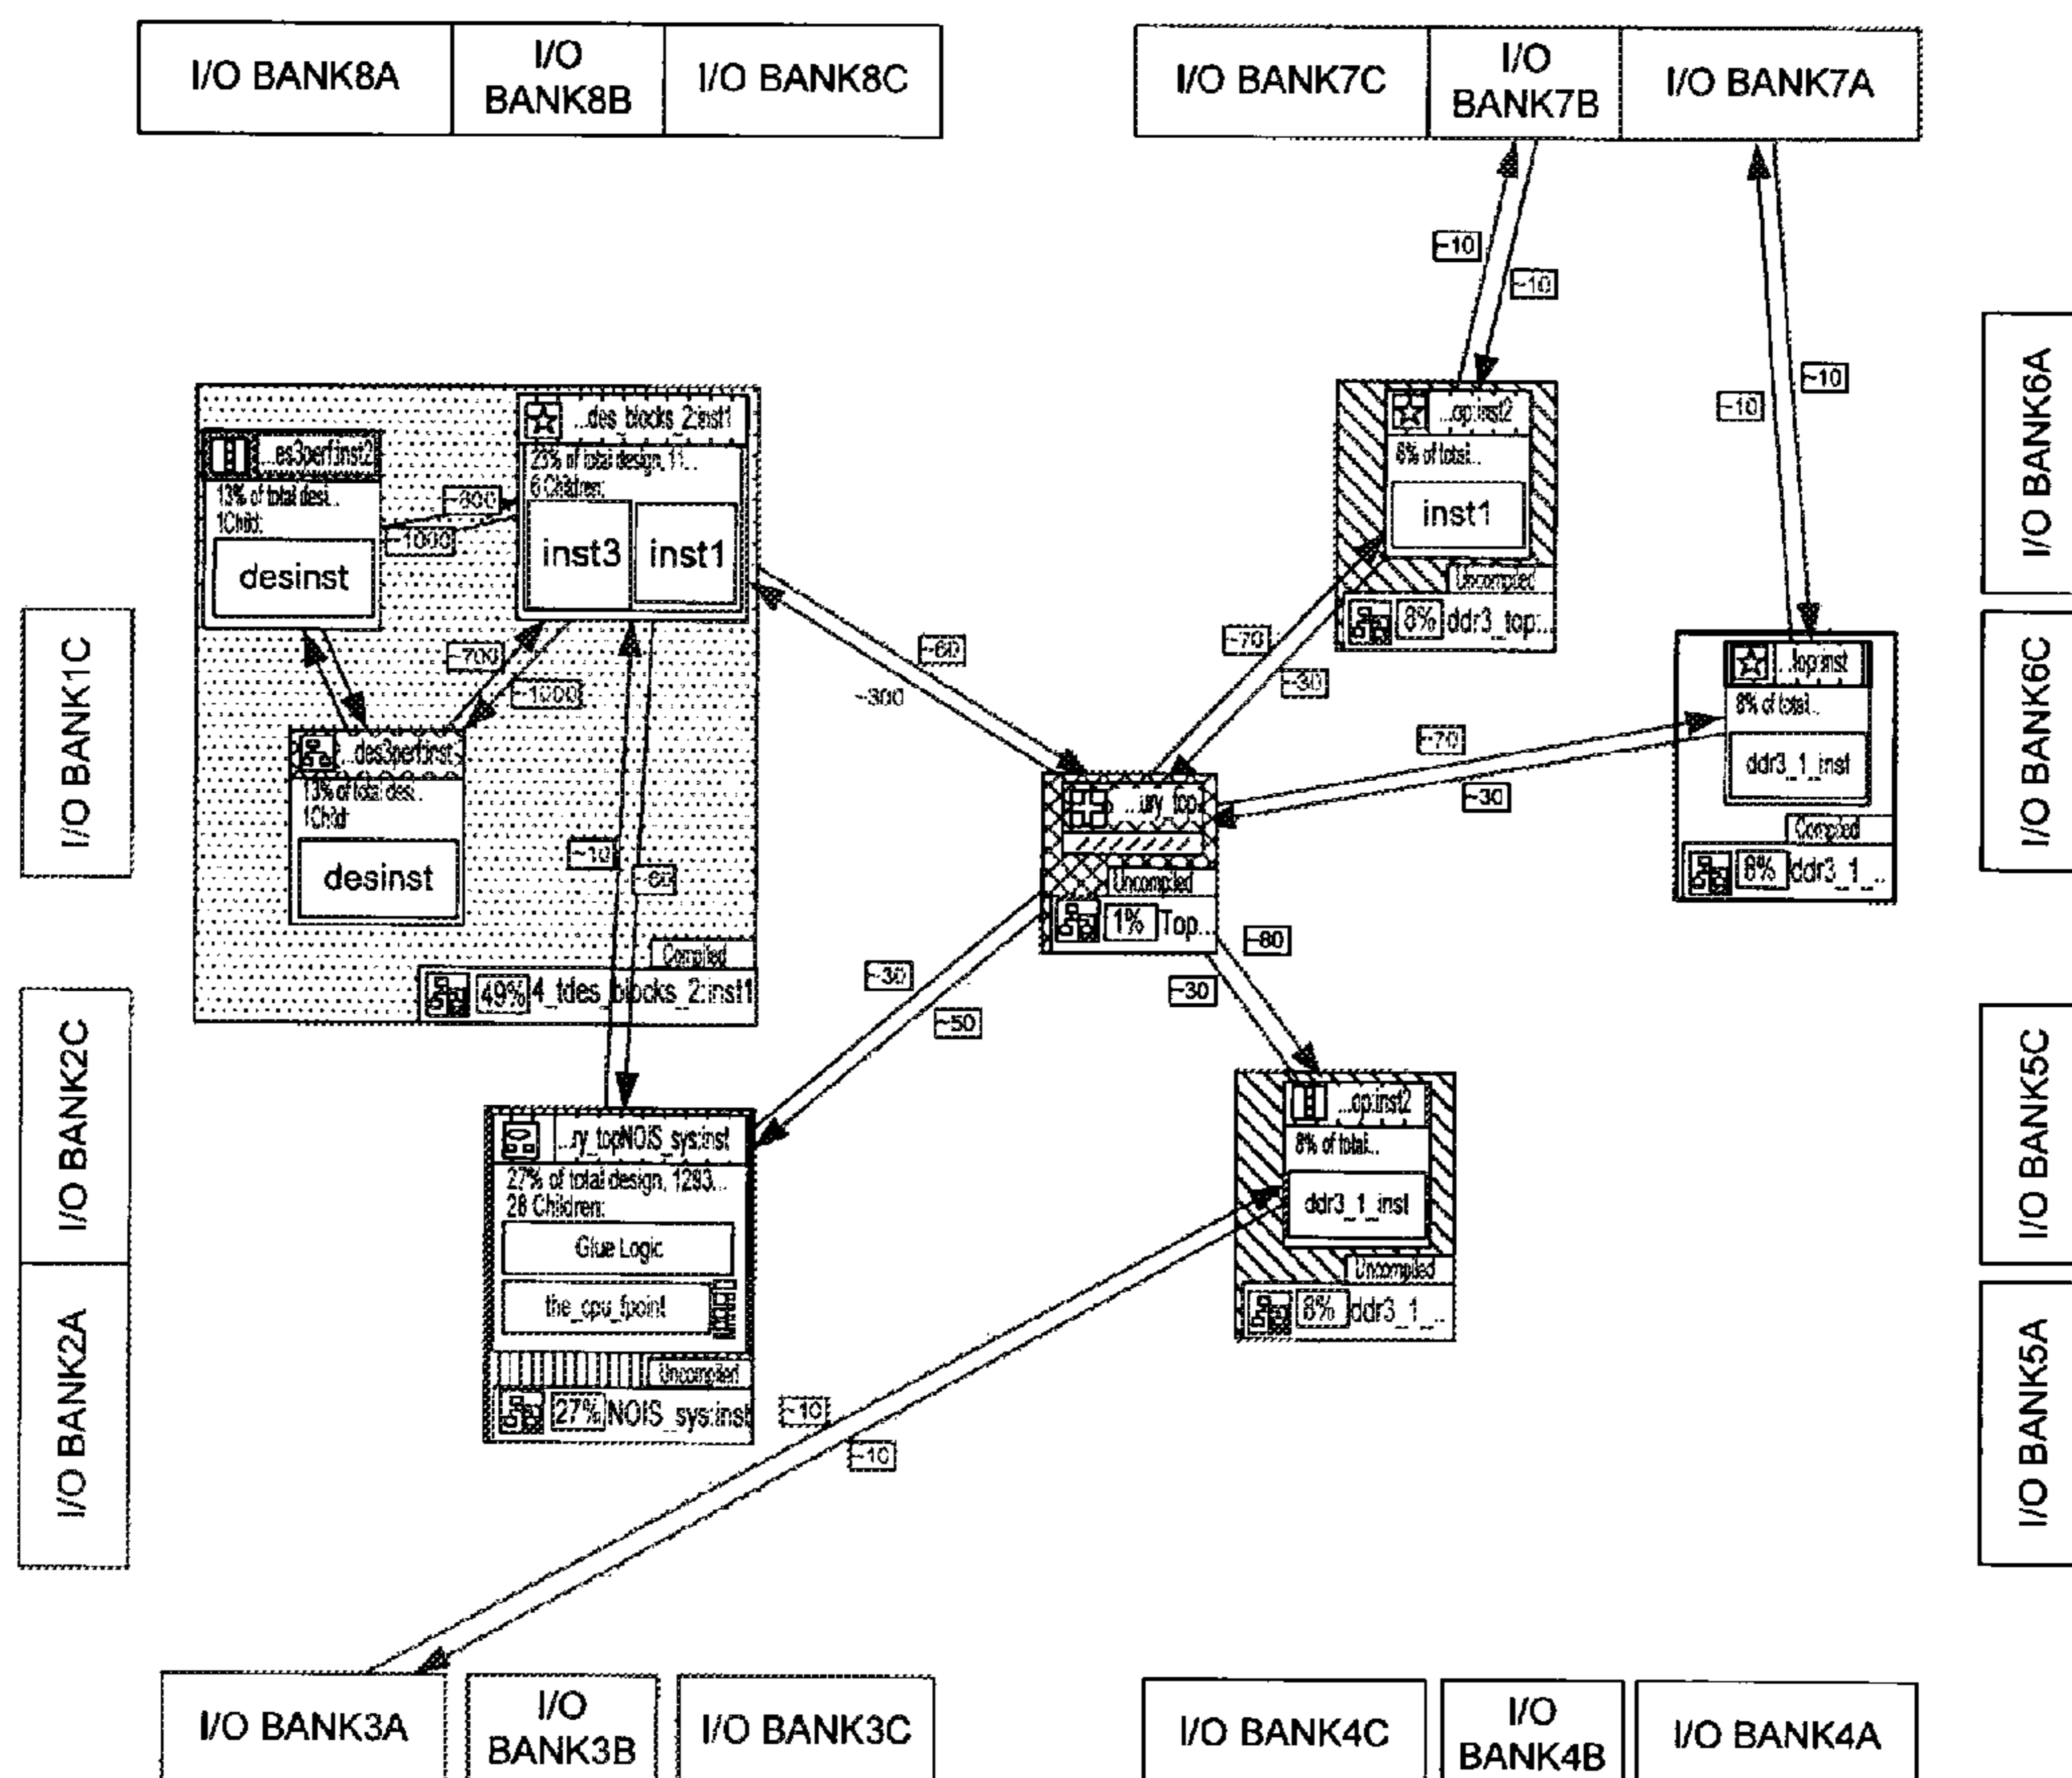 I/O BANK8A
I/O
BANK8B
I/O BANK8C
I/O BANK7C
I/O
BANK7B
I/O BANK7A
~10
~10
~10
~10
I/O BANK6A
I/O BANK6C
I/O BANK5C
I/O BANK5A
I/O BANK1C
I/O BANK2C
I/O BANK2A
...es3perf:inst2
13% of total desi...
1Child:
desinst
...des_blocks_2:inst1
23% of total design, 11...
6 Children:
inst3
inst1
~1000
~700
~1000
...des3perf:inst
13% of total desi...
1Child:
desinst
~10
~60
Compiled
49% 4_tdes_blocks_2:inst1
~60
~300
...op:inst2
8% of total...
inst1
Uncompiled
8% ddr3_top:...
~70
~30
...top:inst
8% of total...
ddr3_1_inst
Compiled
8% ddr3_1_...
~70
~30
...ury_top
Uncompiled
1% Top...
~30
~50
~80
~30
...ry_topNOIS_sys:inst
27% of total design, 1293...
28 Children:
Glue Logic
the_cpu_fpoint
Uncompiled
27% NOIS_sys:inst
...op:inst2
8% of total...
ddr3_1_inst
Uncompiled
8% ddr3_1_...
~10
~10
I/O BANK3A
I/O
BANK3B
I/O BANK3C
I/O BANK4C
I/O
BANK4B
I/O BANK4A